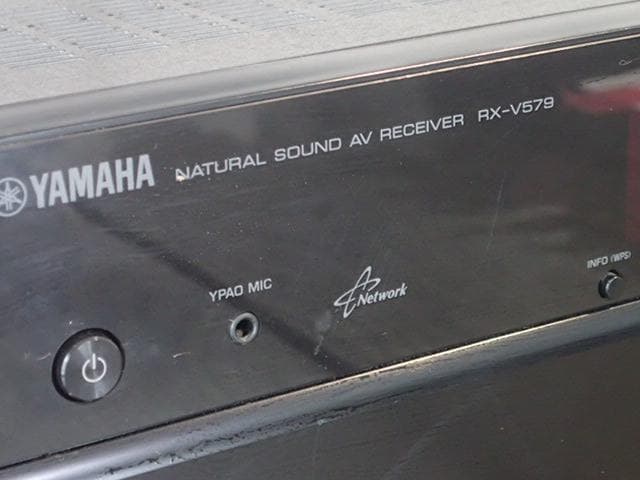 YAMAHA NATURAL SOUND AV RECEIVER RX-V579
YPAO MIC
Network
INFO (WPS)